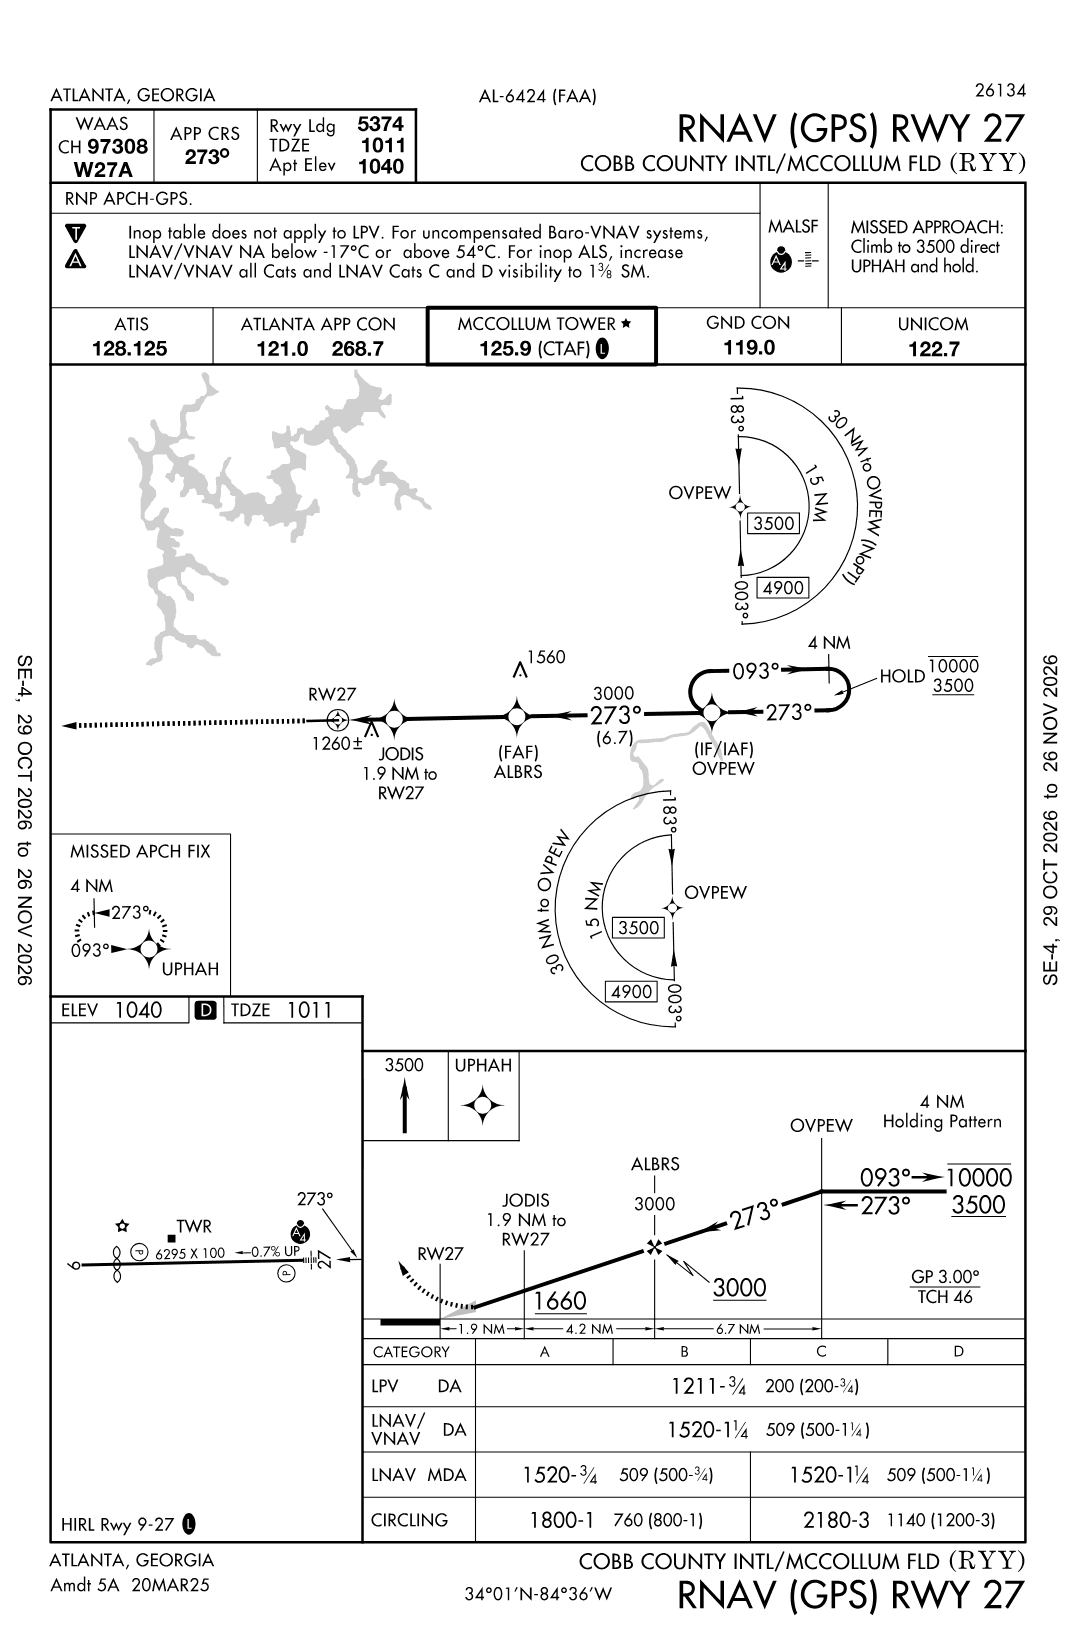 ATLANTA, GEORGIA
AL-6424 (FAA)
26134
WAAS
CH 97308
W27A
APP CRS
273°
Rwy Ldg 5374
TDZE 1011
Apt Elev 1040
RNAV (GPS) RWY 27
COBB COUNTY INTL/MCCOLLUM FLD (RYY)
RNP APCH-GPS.
T
A
Inop table does not apply to LPV. For uncompensated Baro-VNAV systems,
LNAV/VNAV NA below -17°C or above 54°C. For inop ALS, increase
LNAV/VNAV all Cats and LNAV Cats C and D visibility to 1⅜ SM.
MALSF
A4
MISSED APPROACH:
Climb to 3500 direct
UPHAH and hold.
ATIS
128.125
ATLANTA APP CON
121.0 268.7
MCCOLLUM TOWER ★
125.9 (CTAF) L
GND CON
119.0
UNICOM
122.7
183°
30 NM to OVPEW (NoPT)
15 NM
OVPEW
3500
4900
003°
1560
4 NM
093°
HOLD
10000
3500
RW27
3000
273°
(6.7)
273°
1260±
JODIS
1.9 NM to
RW27
(FAF)
ALBRS
(IF/IAF)
OVPEW
183°
30 NM to OVPEW
15 NM
OVPEW
3500
4900
003°
MISSED APCH FIX
4 NM
273°
093°
UPHAH
SE-4, 29 OCT 2026 to 26 NOV 2026
SE-4, 29 OCT 2026 to 26 NOV 2026
ELEV 1040 D TDZE 1011
273°
TWR
A4
P
6295 X 100
0.7% UP
9
27
P
HIRL Rwy 9-27 L
3500
UPHAH
4 NM
Holding Pattern
OVPEW
ALBRS
3000
JODIS
1.9 NM to
RW27
RW27
093°
10000
273°
3500
273°
3000
1660
GP 3.00°
TCH 46
1.9 NM
4.2 NM
6.7 NM
CATEGORY A B C D
LPV DA 1211-¾ 200 (200-¾)
LNAV/
VNAV DA 1520-1¼ 509 (500-1¼)
LNAV MDA 1520-¾ 509 (500-¾) 1520-1¼ 509 (500-1¼)
CIRCLING 1800-1 760 (800-1) 2180-3 1140 (1200-3)
ATLANTA, GEORGIA
Amdt 5A 20MAR25
34°01'N-84°36'W
COBB COUNTY INTL/MCCOLLUM FLD (RYY)
RNAV (GPS) RWY 27